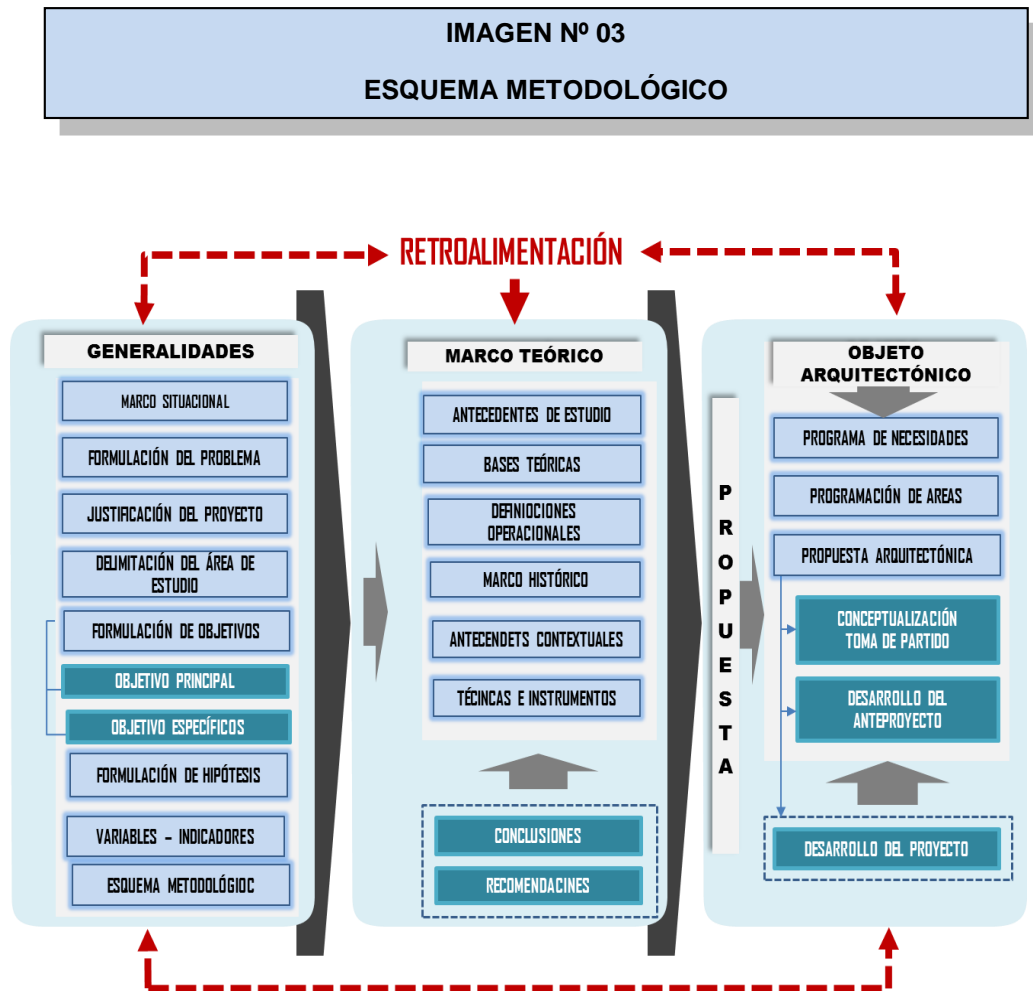 IMAGEN Nº 03
ESQUEMA METODOLÓGICO
RETROALIMENTACIÓN
GENERALIDADES
MARCO SITUACIONAL
FORMULACIÓN DEL PROBLEMA
JUSTIFICACIÓN DEL PROYECTO
DELIMITACIÓN DEL ÁREA DE
ESTUDIO
FORMULACIÓN DE OBJETIVOS
OBJETIVO PRINCIPAL
OBJETIVO ESPECÍFICOS
FORMULACIÓN DE HIPÓTESIS
VARIABLES – INDICADORES
ESQUEMA METODOLÓGIOC
MARCO TEÓRICO
ANTECEDENTES DE ESTUDIO
BASES TEÓRICAS
DEFINIOCIONES
OPERACIONALES
MARCO HISTÓRICO
ANTECENDETS CONTEXTUALES
TÉCINCAS E INSTRUMENTOS
CONCLUSIONES
RECOMENDACINES
PROPUESTA
OBJETO
ARQUITECTÓNICO
PROGRAMA DE NECESIDADES
PROGRAMACIÓN DE AREAS
PROPUESTA ARQUITECTÓNICA
CONCEPTUALIZACIÓN
TOMA DE PARTIDO
DESARROLLO DEL
ANTEPROYECTO
DESARROLLO DEL PROYECTO